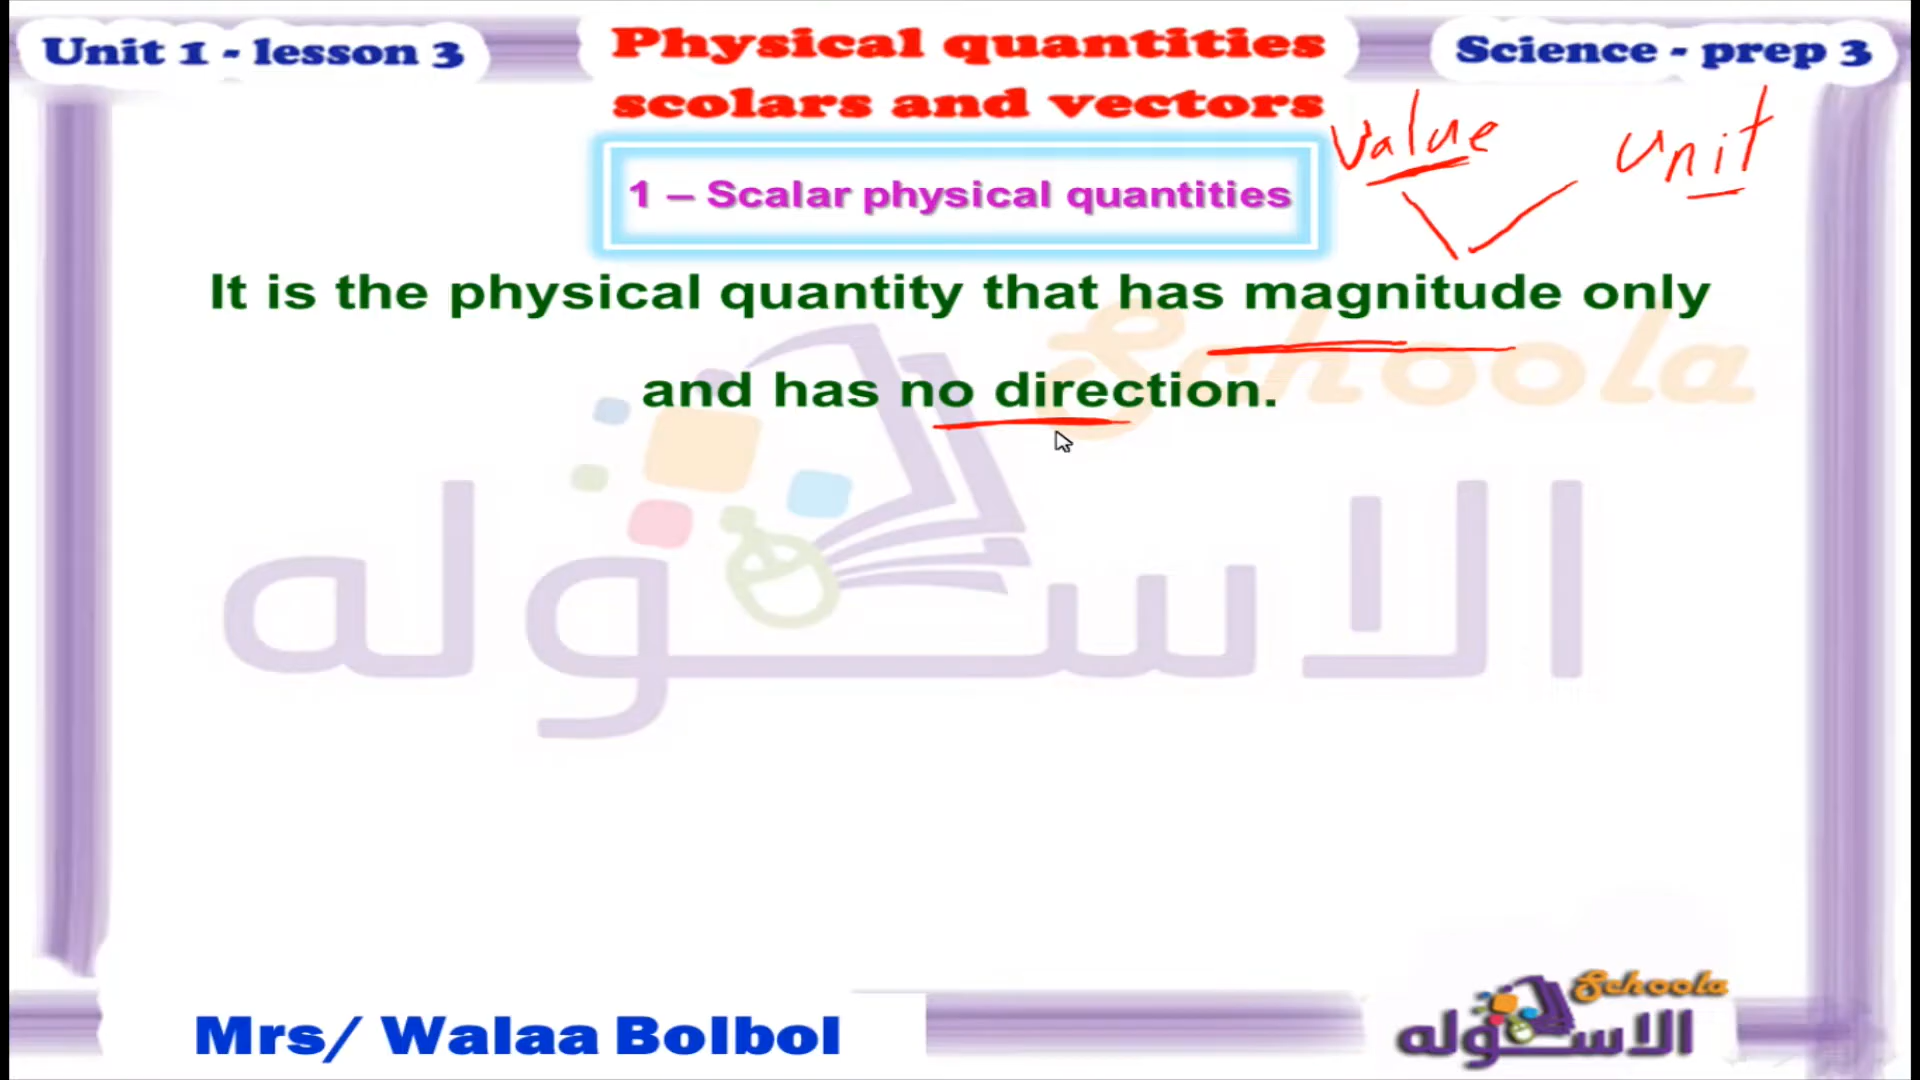 Unit 1 - lesson 3
Physical quantities
scolars and vectors
Science - prep 3
value unit
1 – Scalar physical quantities
It is the physical quantity that has magnitude only
and has no direction.
Schoola
الاسكوله
Mrs/ Walaa Bolbol
Schoola
الاسكوله